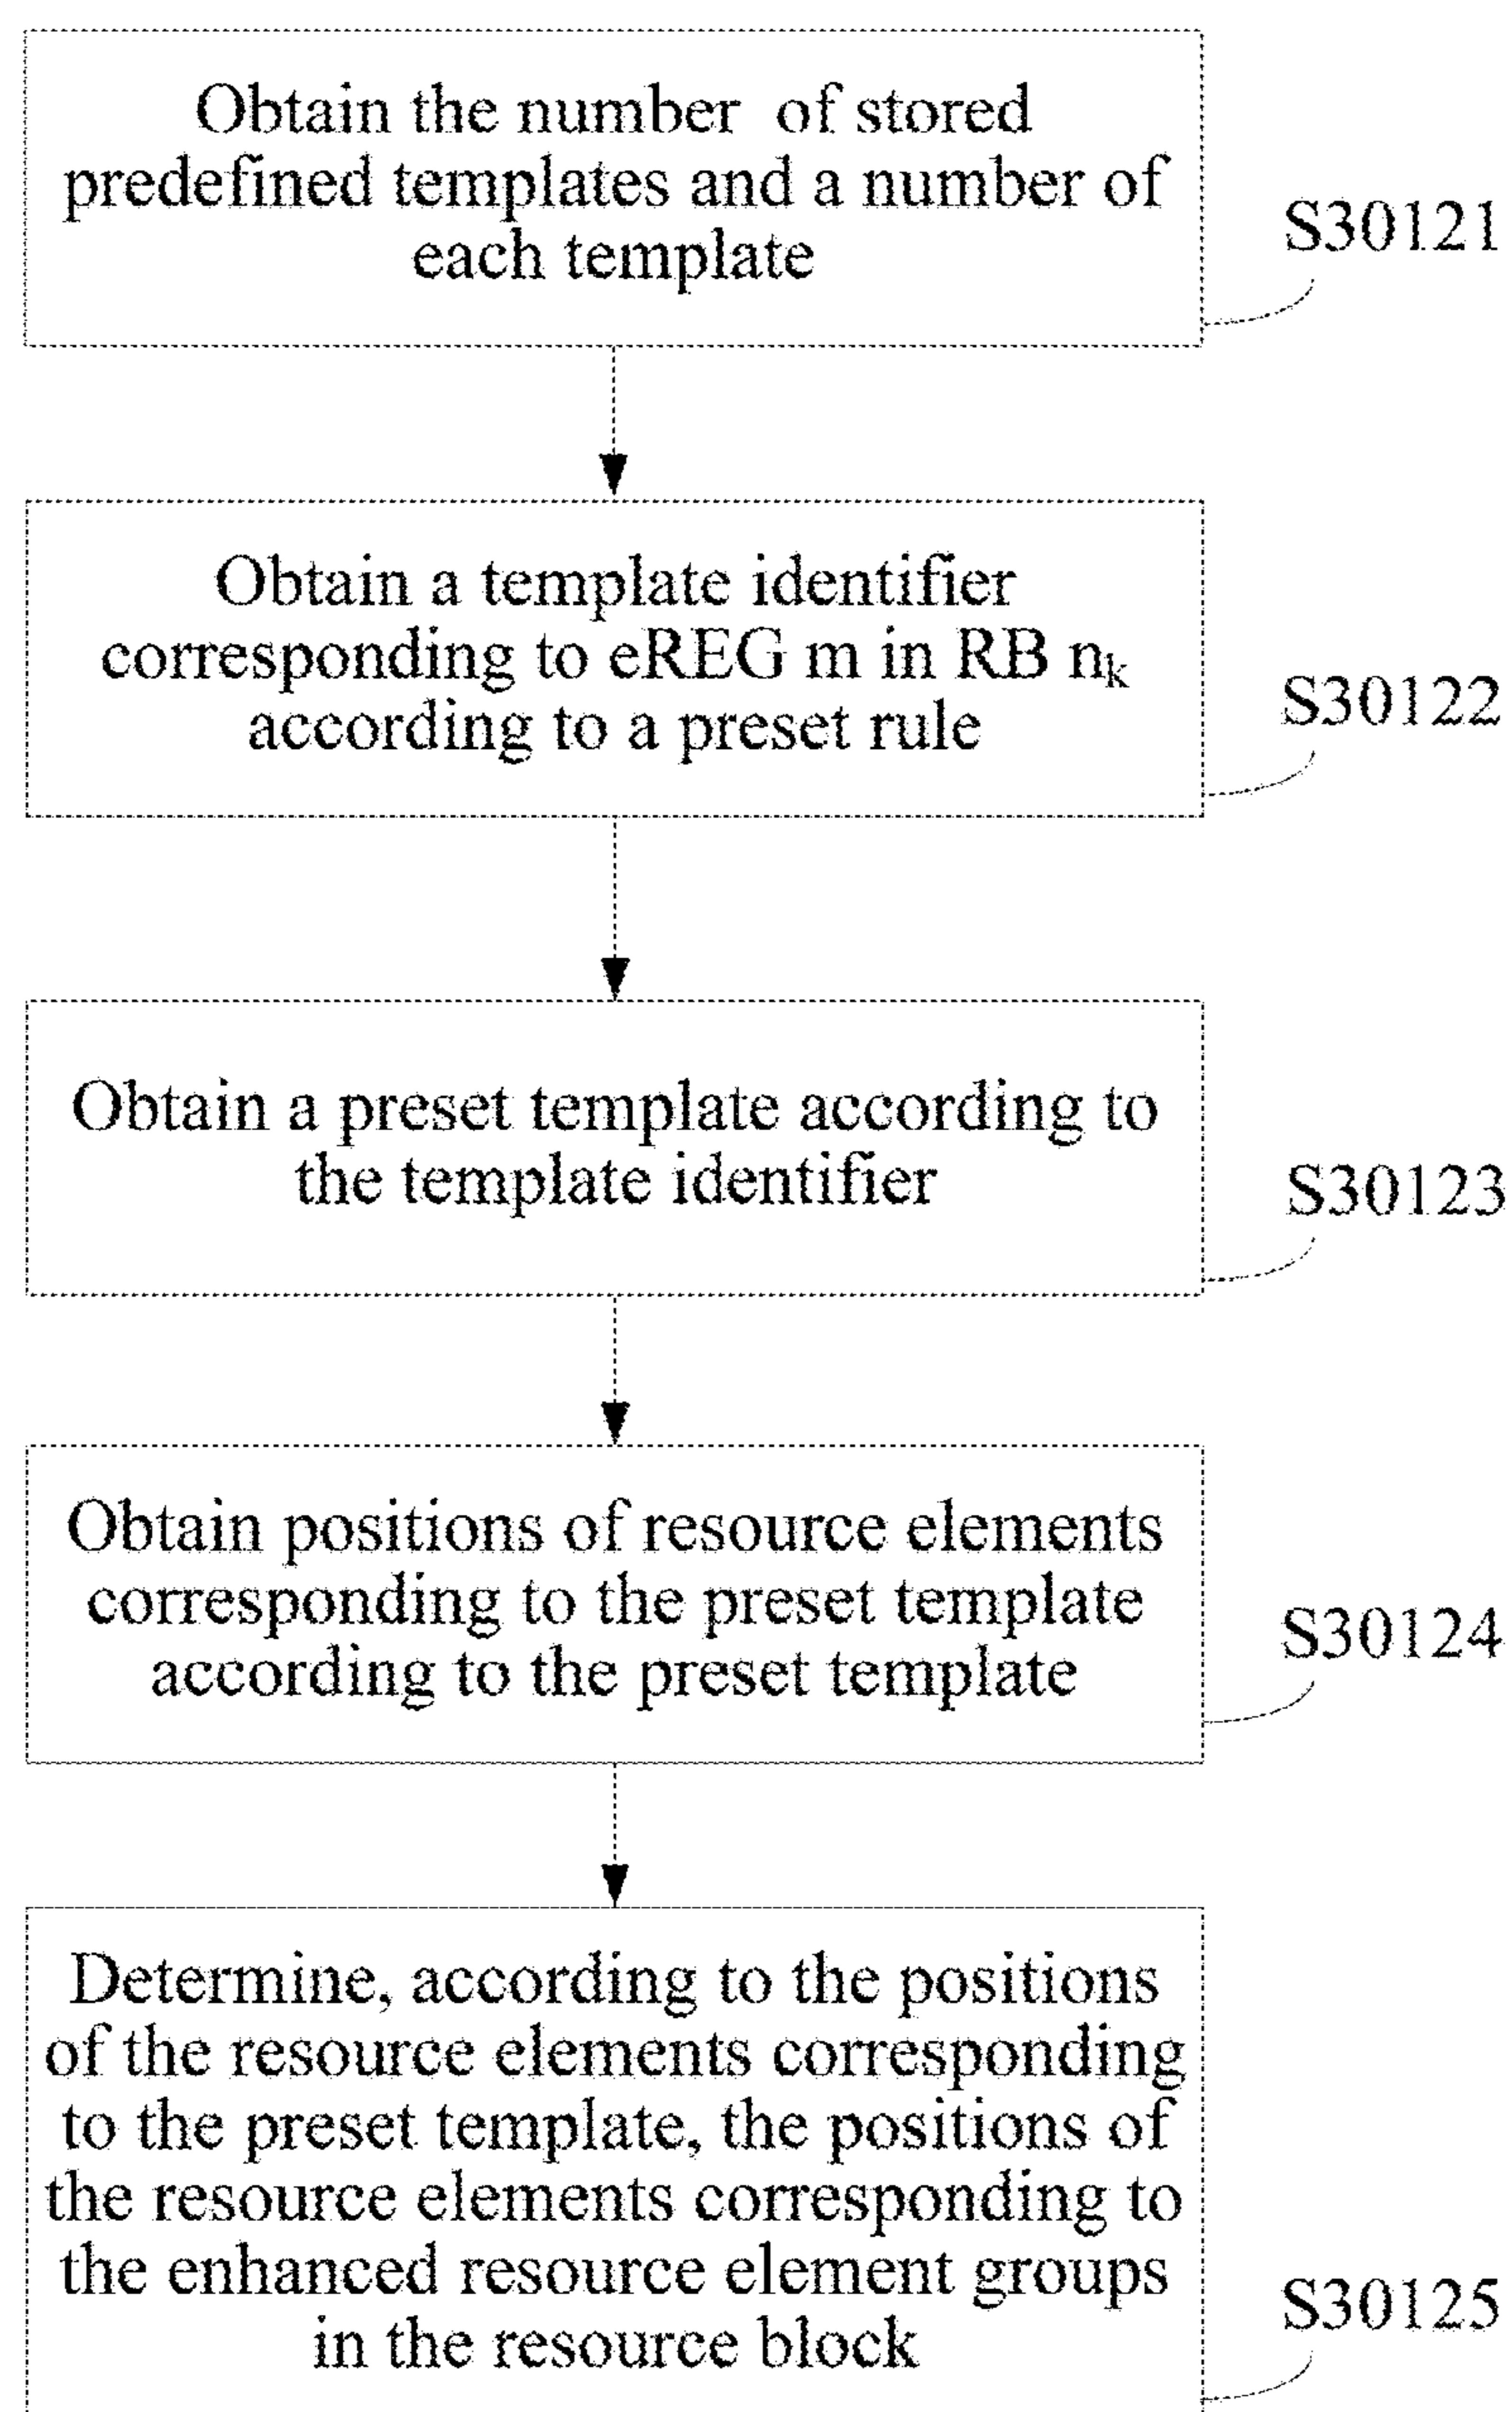 Obtain the number of stored
predefined templates and a number of
each template
S30121
Obtain a template identifier
corresponding to eREG m in RB nₖ
according to a preset rule
S30122
Obtain a preset template according to
the template identifier
S30123
Obtain positions of resource elements
corresponding to the preset template
according to the preset template
S30124
Determine, according to the positions
of the resource elements corresponding
to the preset template, the positions of
the resource elements corresponding to
the enhanced resource element groups
in the resource block
S30125